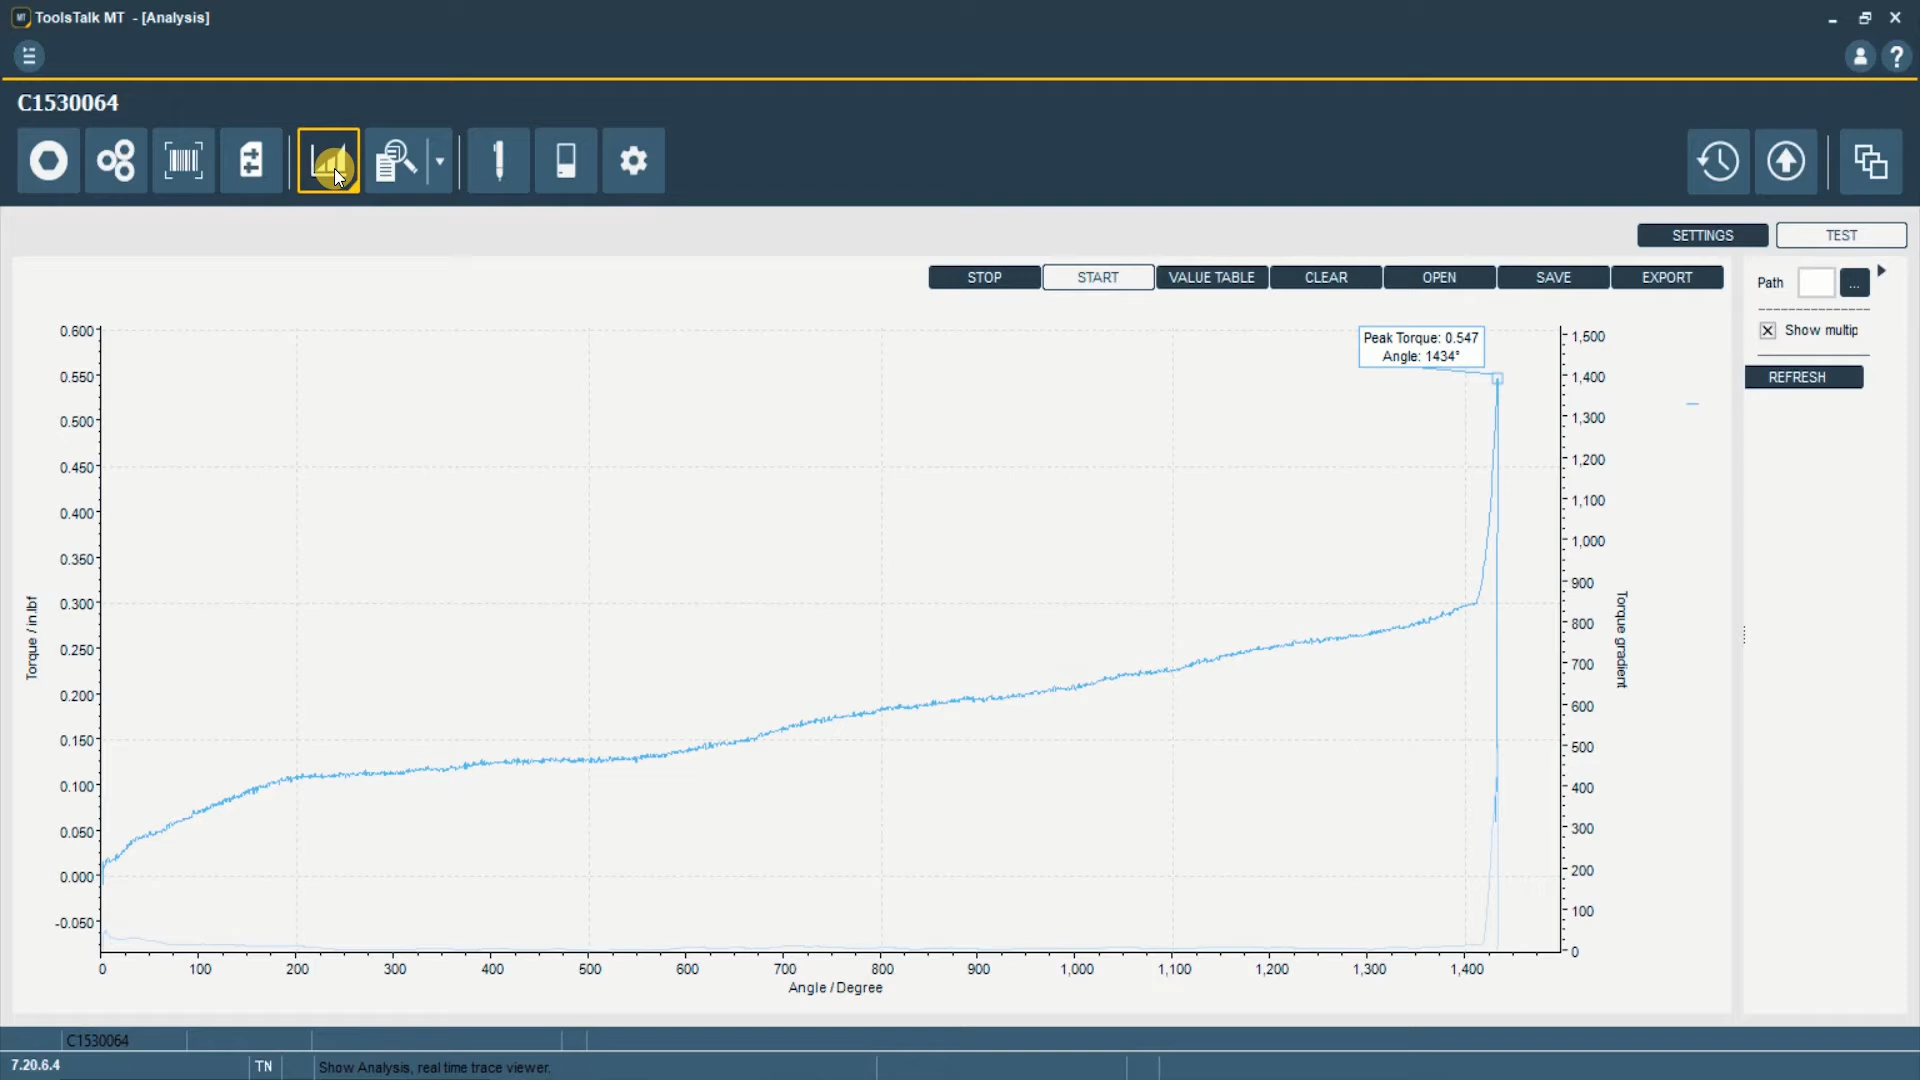 MT ToolsTalk MT - [Analysis]
?
C1530064
SETTINGS TEST
STOP START VALUE TABLE CLEAR OPEN SAVE EXPORT
Path ...
Show multip
REFRESH
Peak Torque: 0.547
Angle: 1434°
0.600
0.550
0.500
0.450
0.400
0.350
0.300
0.250
0.200
0.150
0.100
0.050
0.000
-0.050
Torque / in.lbf
1,500
1,400
1,300
1,200
1,100
1,000
900
800
700
600
500
400
300
200
100
0
Torque gradient
0 100 200 300 400 500 600 700 800 900 1,000 1,100 1,200 1,300 1,400
Angle / Degree
C1530064
7.20.6.4 TN Show Analysis, real time trace viewer.